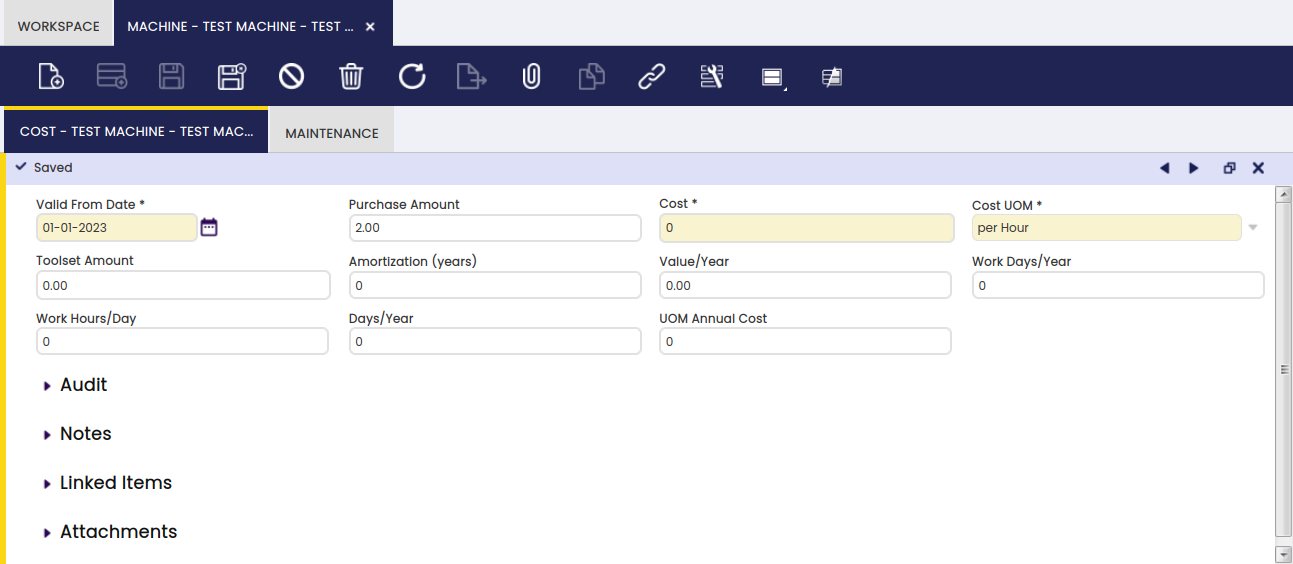 WORKSPACE
MACHINE - TEST MACHINE - TEST ...
COST - TEST MACHINE - TEST MAC...
MAINTENANCE
Saved
Valid From Date *
Purchase Amount
Cost *
Cost UOM *
01-01-2023
2.00
0
per Hour
Toolset Amount
Amortization (years)
Value/Year
Work Days/Year
0.00
0
0.00
0
Work Hours/Day
Days/Year
UOM Annual Cost
0
0
0
Audit
Notes
Linked Items
Attachments